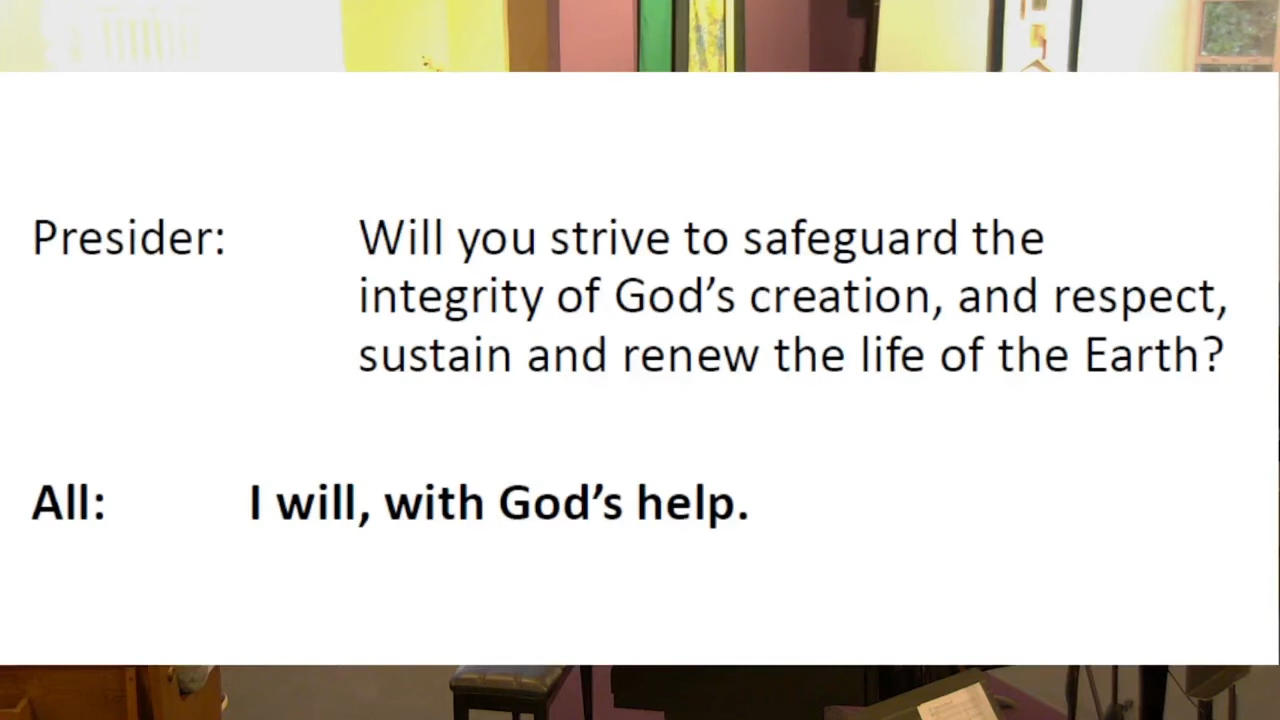 Presider: Will you strive to safeguard the
integrity of God’s creation, and respect,
sustain and renew the life of the Earth?
All: I will, with God’s help.